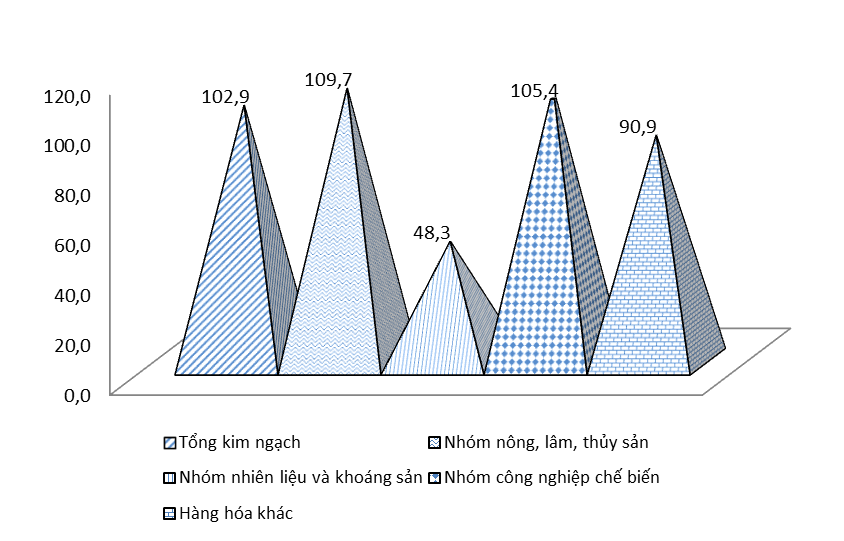 109,7
102,9
105,4
90,9
48,3
120,0
100,0
80,0
60,0
40,0
20,0
0,0
Tổng kim ngạch
Nhóm nông, lâm, thủy sản
Nhóm nhiên liệu và khoáng sản
Nhóm công nghiệp chế biến
Hàng hóa khác